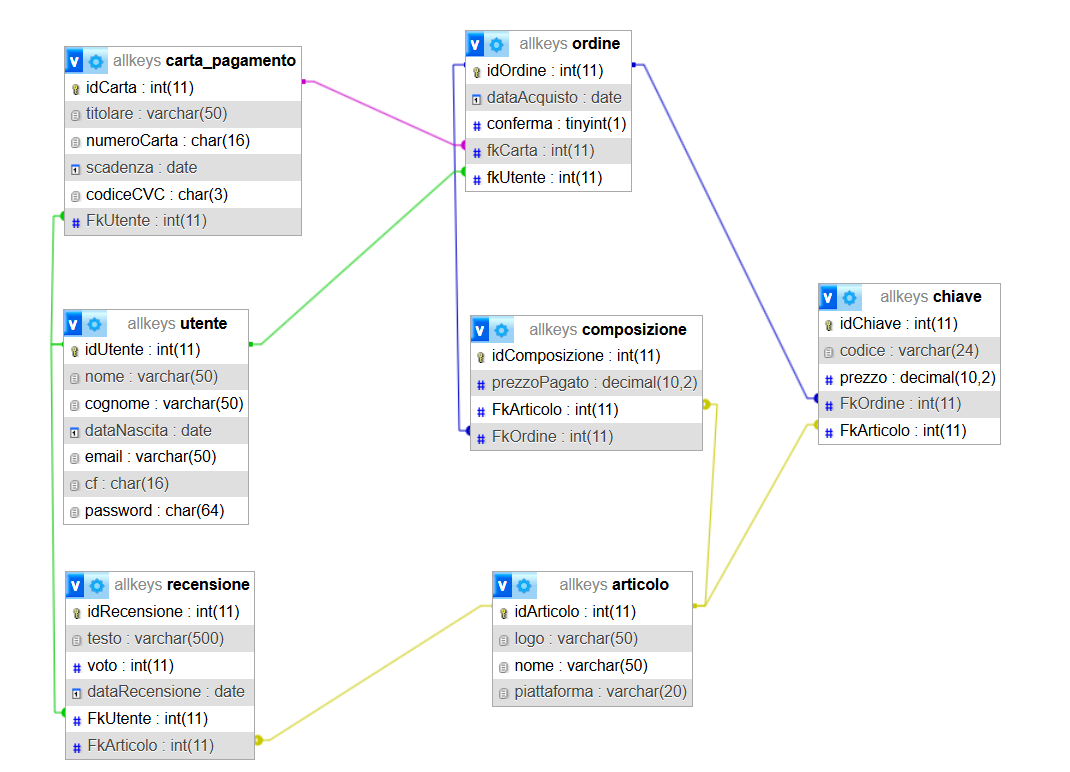 allkeys carta_pagamento
idCarta : int(11)
titolare : varchar(50)
numeroCarta : char(16)
scadenza : date
codiceCVC : char(3)
FkUtente : int(11)
allkeys ordine
idOrdine : int(11)
dataAcquisto : date
conferma : tinyint(1)
fkCarta : int(11)
fkUtente : int(11)
allkeys utente
idUtente : int(11)
nome : varchar(50)
cognome : varchar(50)
dataNascita : date
email : varchar(50)
cf : char(16)
password : char(64)
allkeys composizione
idComposizione : int(11)
prezzoPagato : decimal(10,2)
FkArticolo : int(11)
FkOrdine : int(11)
allkeys chiave
idChiave : int(11)
codice : varchar(24)
prezzo : decimal(10,2)
FkOrdine : int(11)
FkArticolo : int(11)
allkeys recensione
idRecensione : int(11)
testo : varchar(500)
voto : int(11)
dataRecensione : date
FkUtente : int(11)
FkArticolo : int(11)
allkeys articolo
idArticolo : int(11)
logo : varchar(50)
nome : varchar(50)
piattaforma : varchar(20)